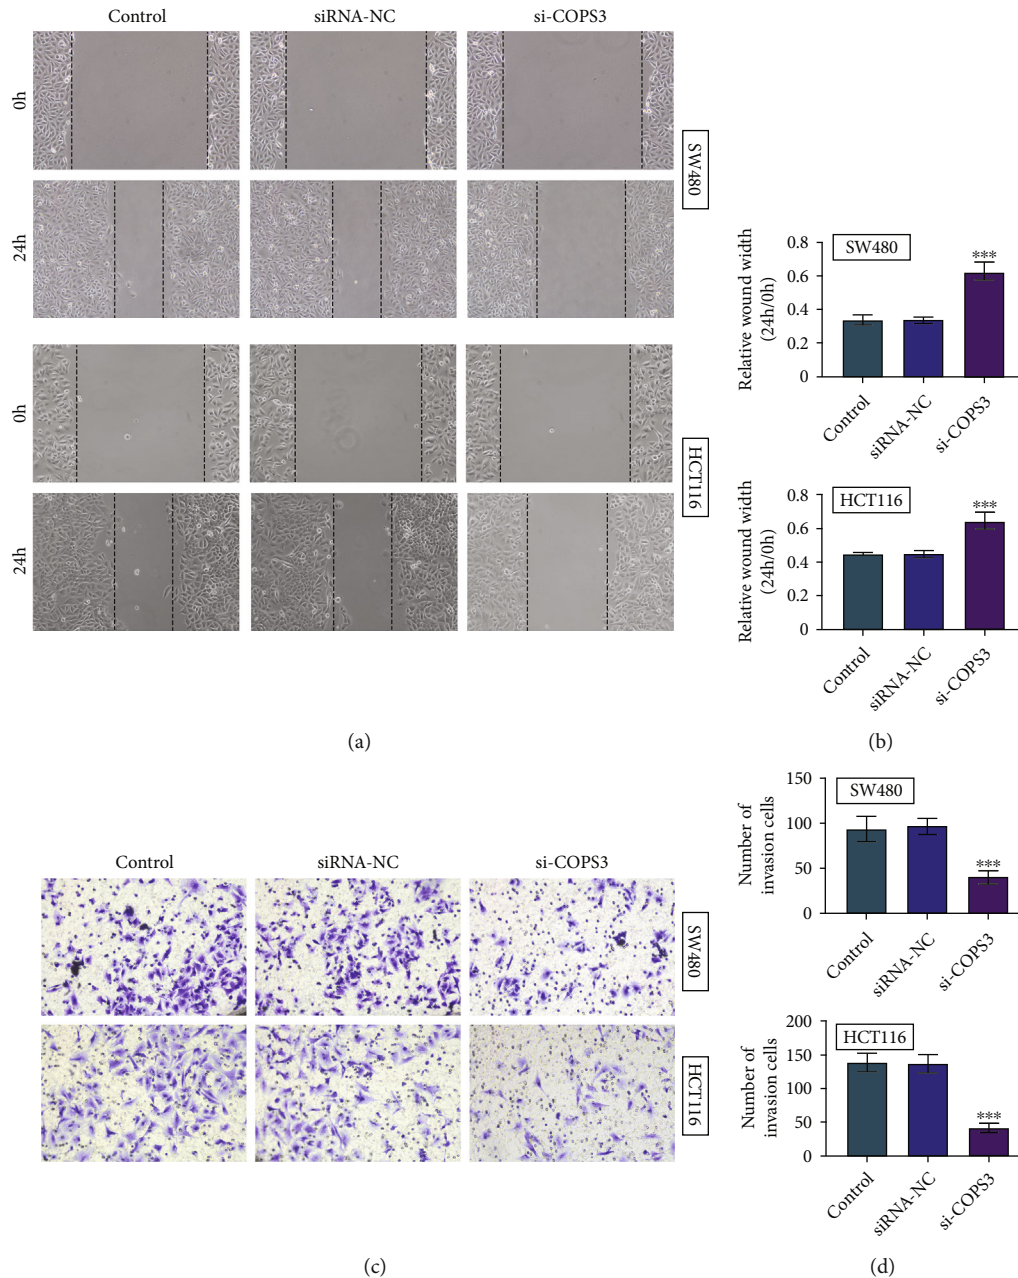 Control
siRNA-NC
si-COPS3
0h
24h
SW480
0h
24h
HCT116
(a)
Relative wound width
(24h/0h)
SW480
0.8
0.6
0.4
0.2
0
***
Control
siRNA-NC
si-COPS3
Relative wound width
(24h/0h)
HCT116
0.8
0.6
0.4
0.2
0
***
Control
siRNA-NC
si-COPS3
(b)
Control
siRNA-NC
si-COPS3
SW480
HCT116
(c)
Number of
invasion cells
SW480
150
100
50
0
***
Control
siRNA-NC
si-COPS3
Number of
invasion cells
HCT116
200
150
100
50
0
***
Control
siRNA-NC
si-COPS3
(d)